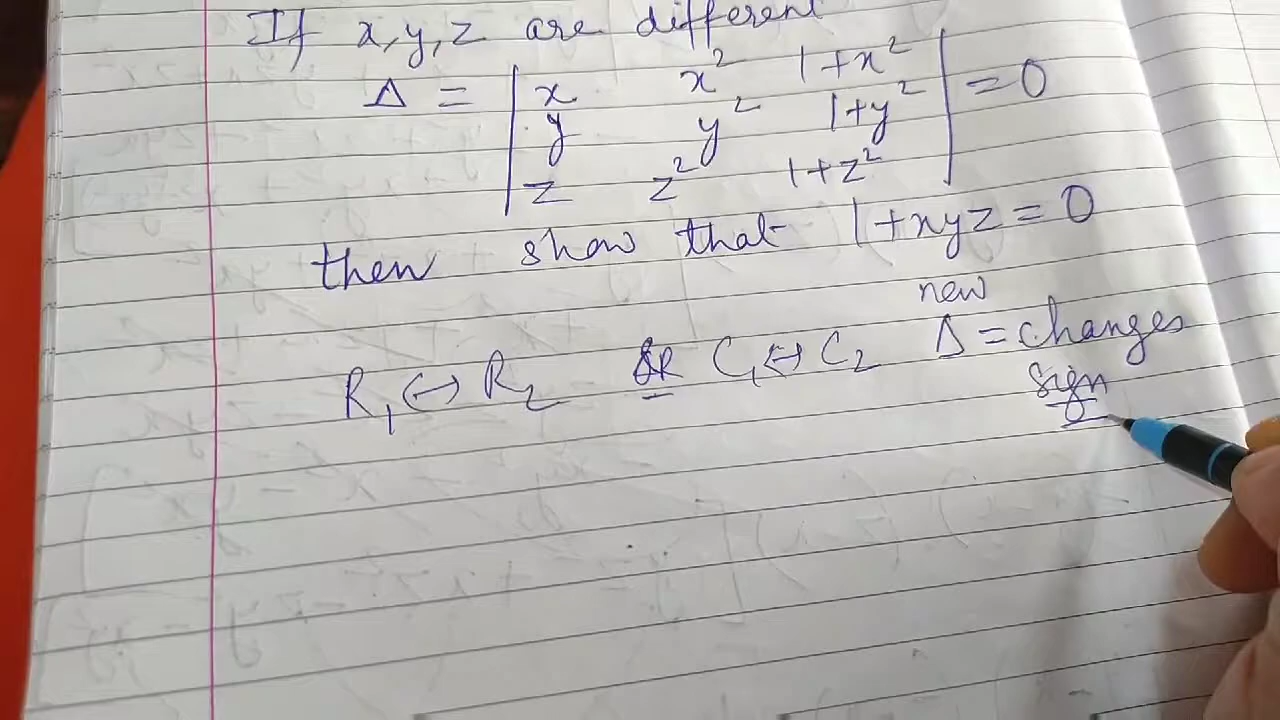 If x, y, z are different
Δ = | x x² 1+x² | = 0
y y² 1+y²
z z² 1+z²
then show that 1+xyz = 0
new
R₁ ↔ R₂ OR C₁ ↔ C₂ Δ = changes
sign